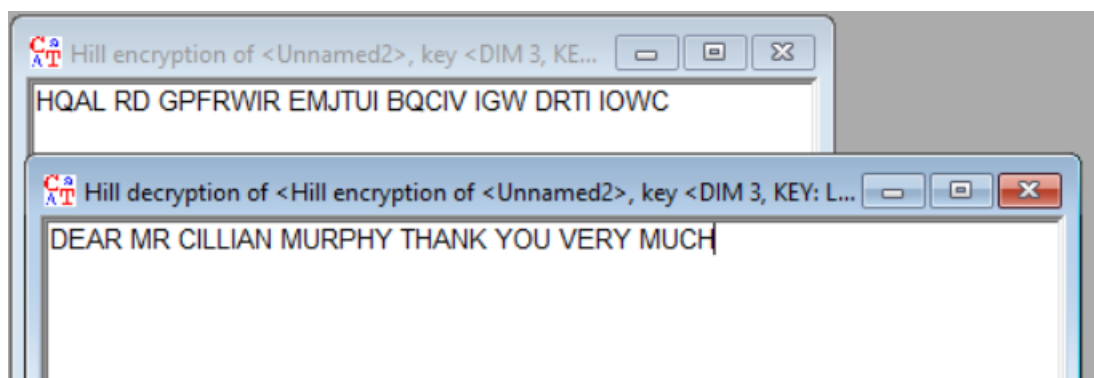 Hill encryption of <Unnamed2>, key <DIM 3, KE...
HQAL RD GPFRWIR EMJTUI BQCIV IGW DRTI IOWC
Hill decryption of <Hill encryption of <Unnamed2>, key <DIM 3, KEY: L...
DEAR MR CILLIAN MURPHY THANK YOU VERY MUCH